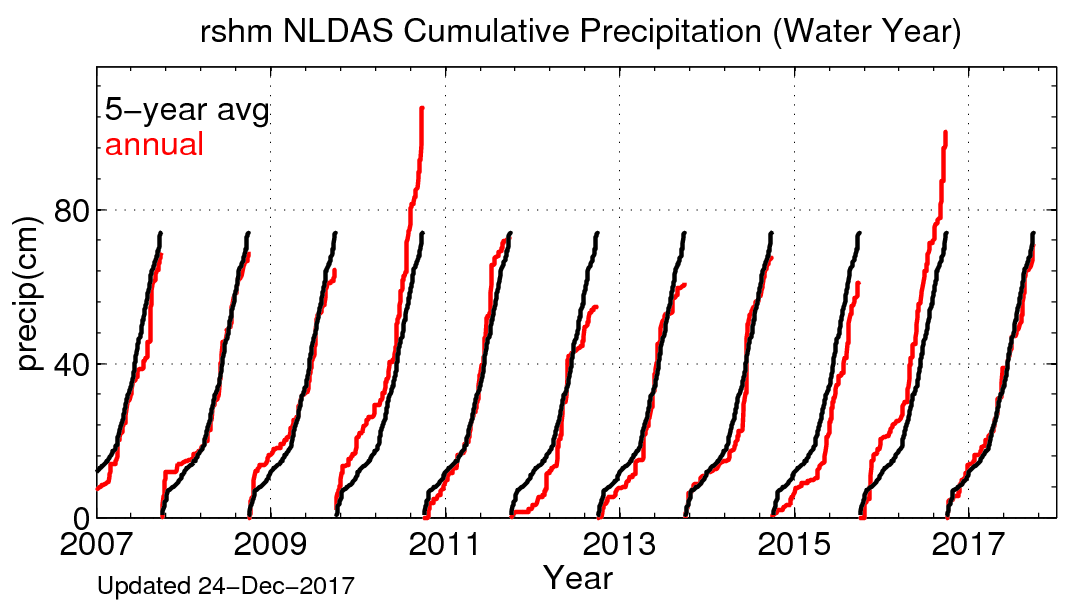 rshm NLDAS Cumulative Precipitation (Water Year)
5−year avg
annual
precip(cm)
80
40
0
2007 2009 2011 2013 2015 2017
Year
Updated 24−Dec−2017